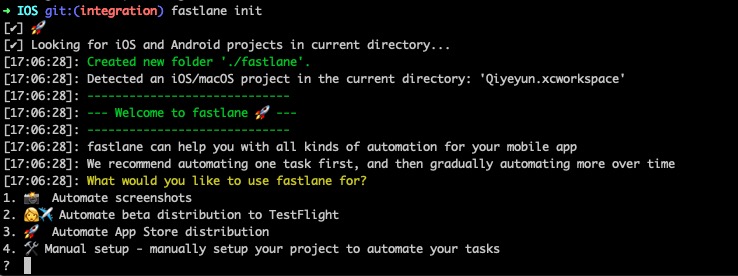 ➜ IOS git:(integration) fastlane init
[✔] 🚀
[✔] Looking for iOS and Android projects in current directory...
[17:06:28]: Created new folder './fastlane'.
[17:06:28]: Detected an iOS/macOS project in the current directory: 'Qiyeyun.xcworkspace'
[17:06:28]: -----------------------------
[17:06:28]: --- Welcome to fastlane 🚀 ---
[17:06:28]: -----------------------------
[17:06:28]: fastlane can help you with all kinds of automation for your mobile app
[17:06:28]: We recommend automating one task first, and then gradually automating more over time
[17:06:28]: What would you like to use fastlane for?
1. 📸 Automate screenshots
2. 👩‍✈️ Automate beta distribution to TestFlight
3. 🚀 Automate App Store distribution
4. 🛠 Manual setup - manually setup your project to automate your tasks
?